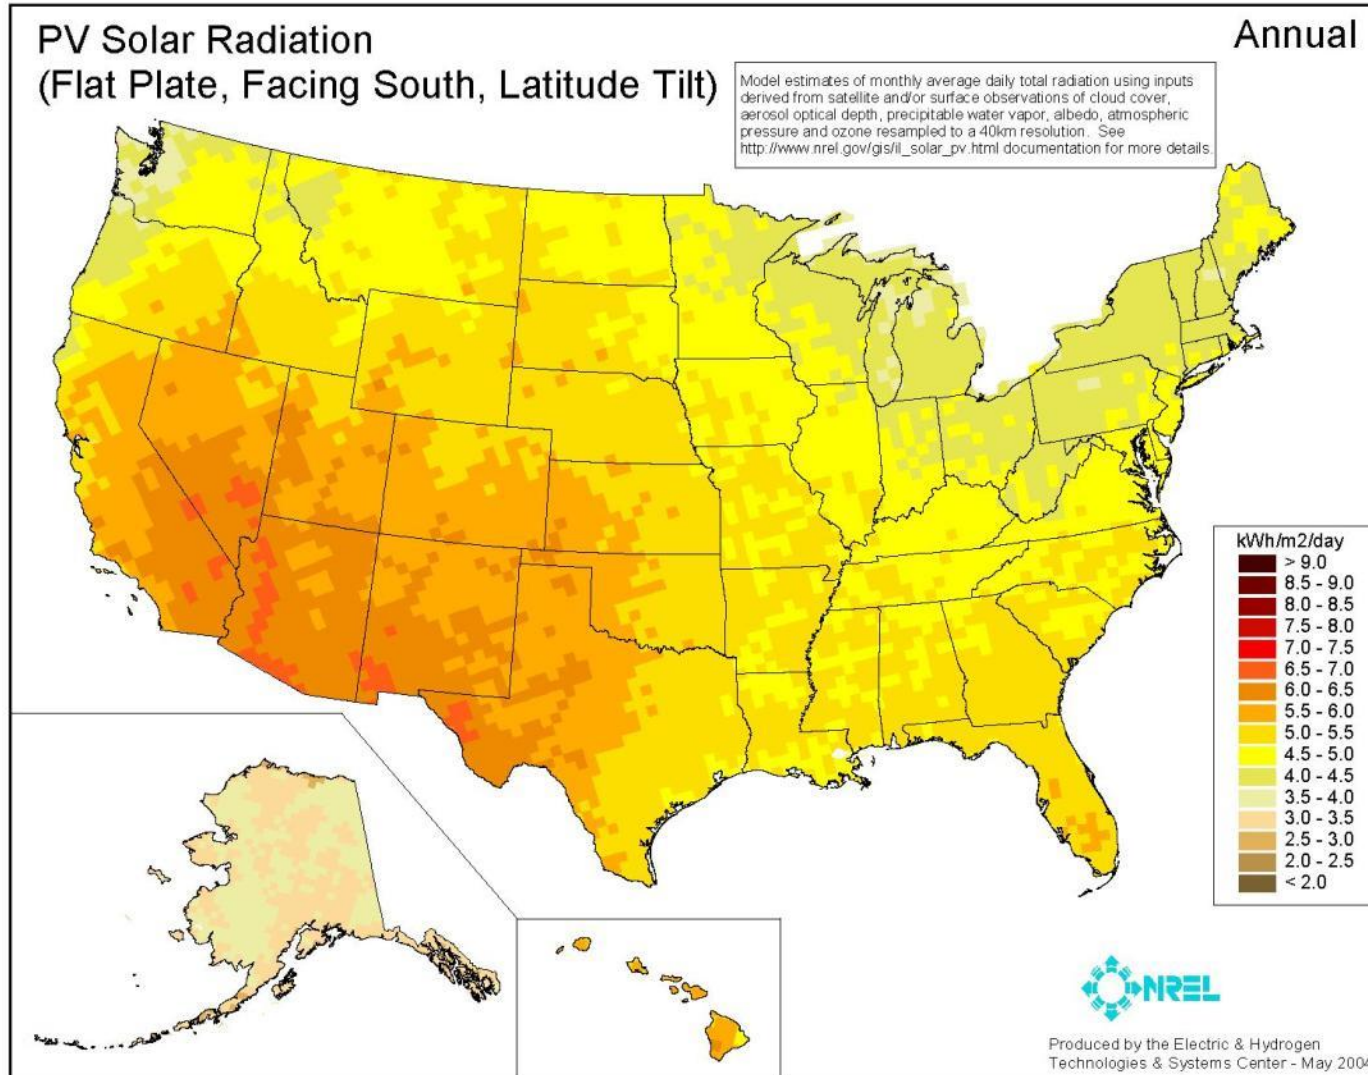 PV Solar Radiation
(Flat Plate, Facing South, Latitude Tilt)
Annual
Model estimates of monthly average daily total radiation using inputs
derived from satellite and/or surface observations of cloud cover,
aerosol optical depth, precipitable water vapor, albedo, atmospheric
pressure and ozone resampled to a 40km resolution. See
http://www.nrel.gov/gis/il_solar_pv.html documentation for more details.
kWh/m2/day
> 9.0
8.5 - 9.0
8.0 - 8.5
7.5 - 8.0
7.0 - 7.5
6.5 - 7.0
6.0 - 6.5
5.5 - 6.0
5.0 - 5.5
4.5 - 5.0
4.0 - 4.5
3.5 - 4.0
3.0 - 3.5
2.5 - 3.0
2.0 - 2.5
< 2.0
NREL
Produced by the Electric & Hydrogen
Technologies & Systems Center - May 2004